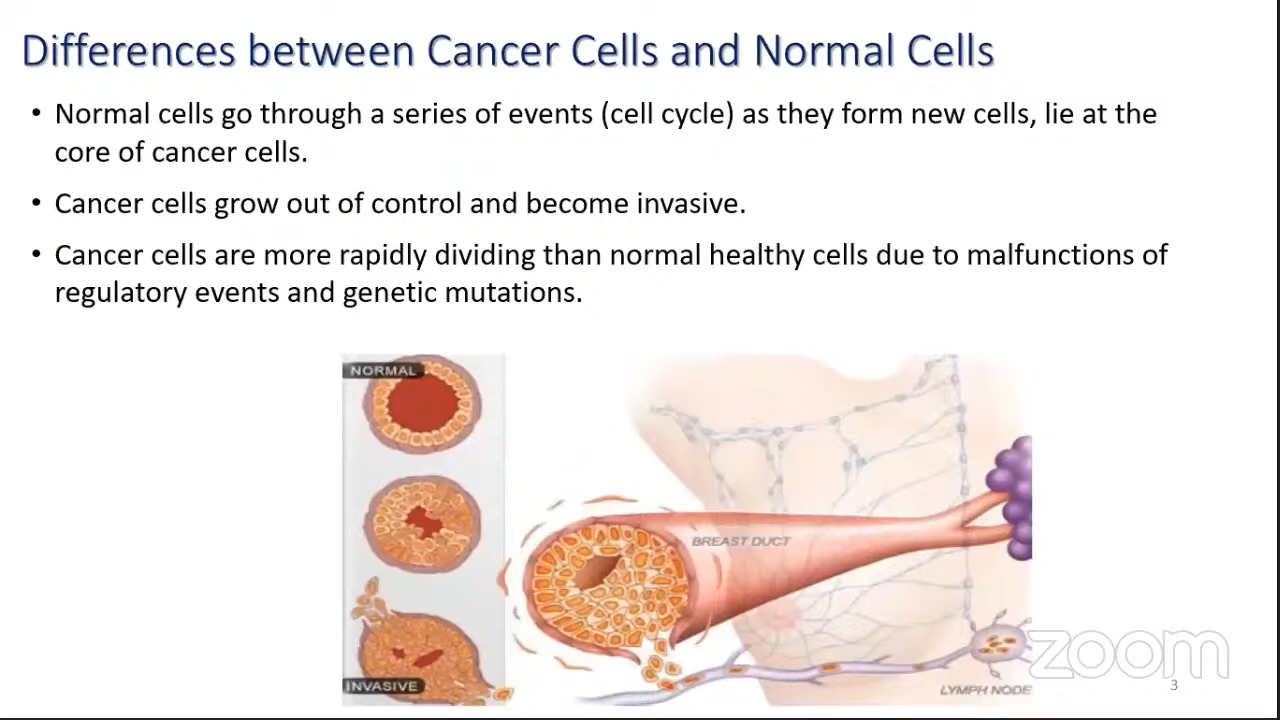 Differences between Cancer Cells and Normal Cells
• Normal cells go through a series of events (cell cycle) as they form new cells, lie at the
core of cancer cells.
• Cancer cells grow out of control and become invasive.
• Cancer cells are more rapidly dividing than normal healthy cells due to malfunctions of
regulatory events and genetic mutations.
NORMAL
BREAST DUCT
INVASIVE
LYMPH NODE
zoom
3